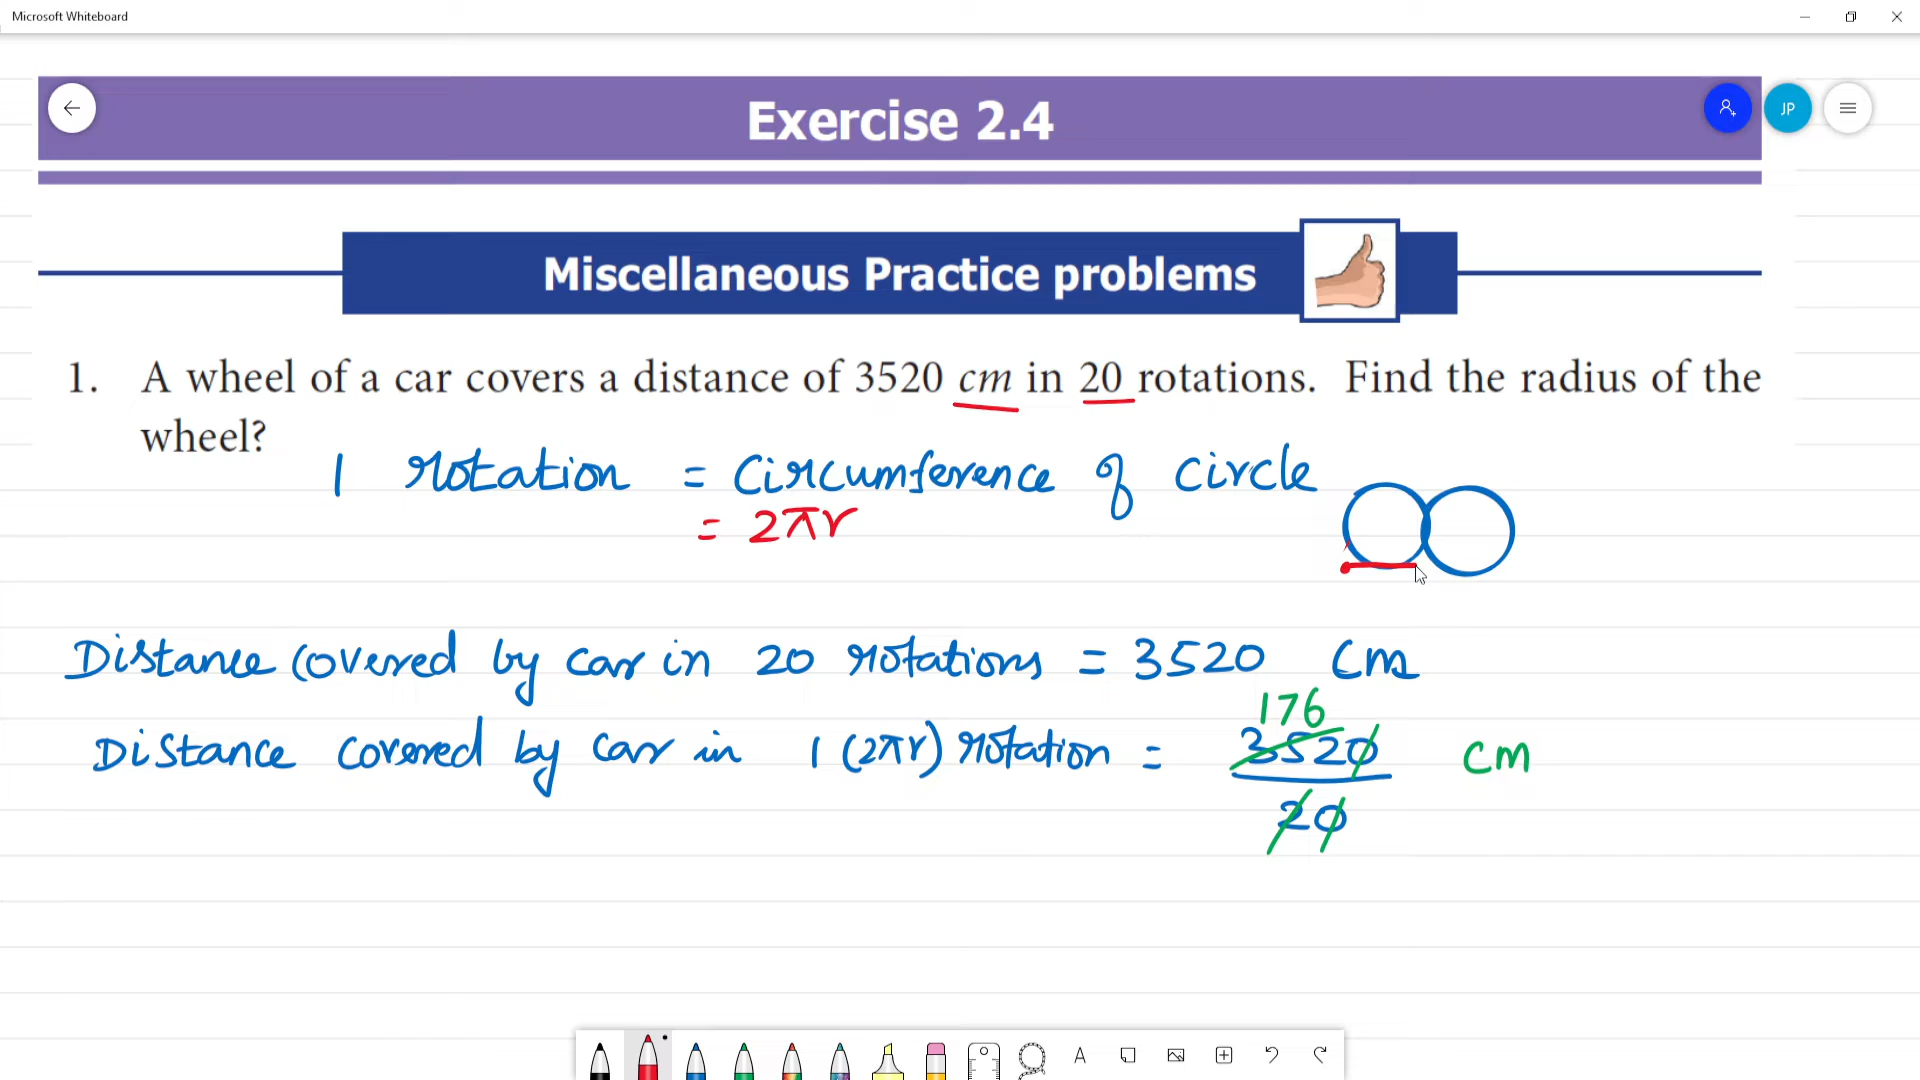 Microsoft Whiteboard
Exercise 2.4
JP
Miscellaneous Practice problems
1. A wheel of a car covers a distance of 3520 cm in 20 rotations. Find the radius of the
wheel?
1 rotation = Circumference of circle
= 2πr
Distance covered by car in 20 rotations = 3520 cm
176
Distance covered by car in 1 (2πr) rotation = 3520 cm
20
A